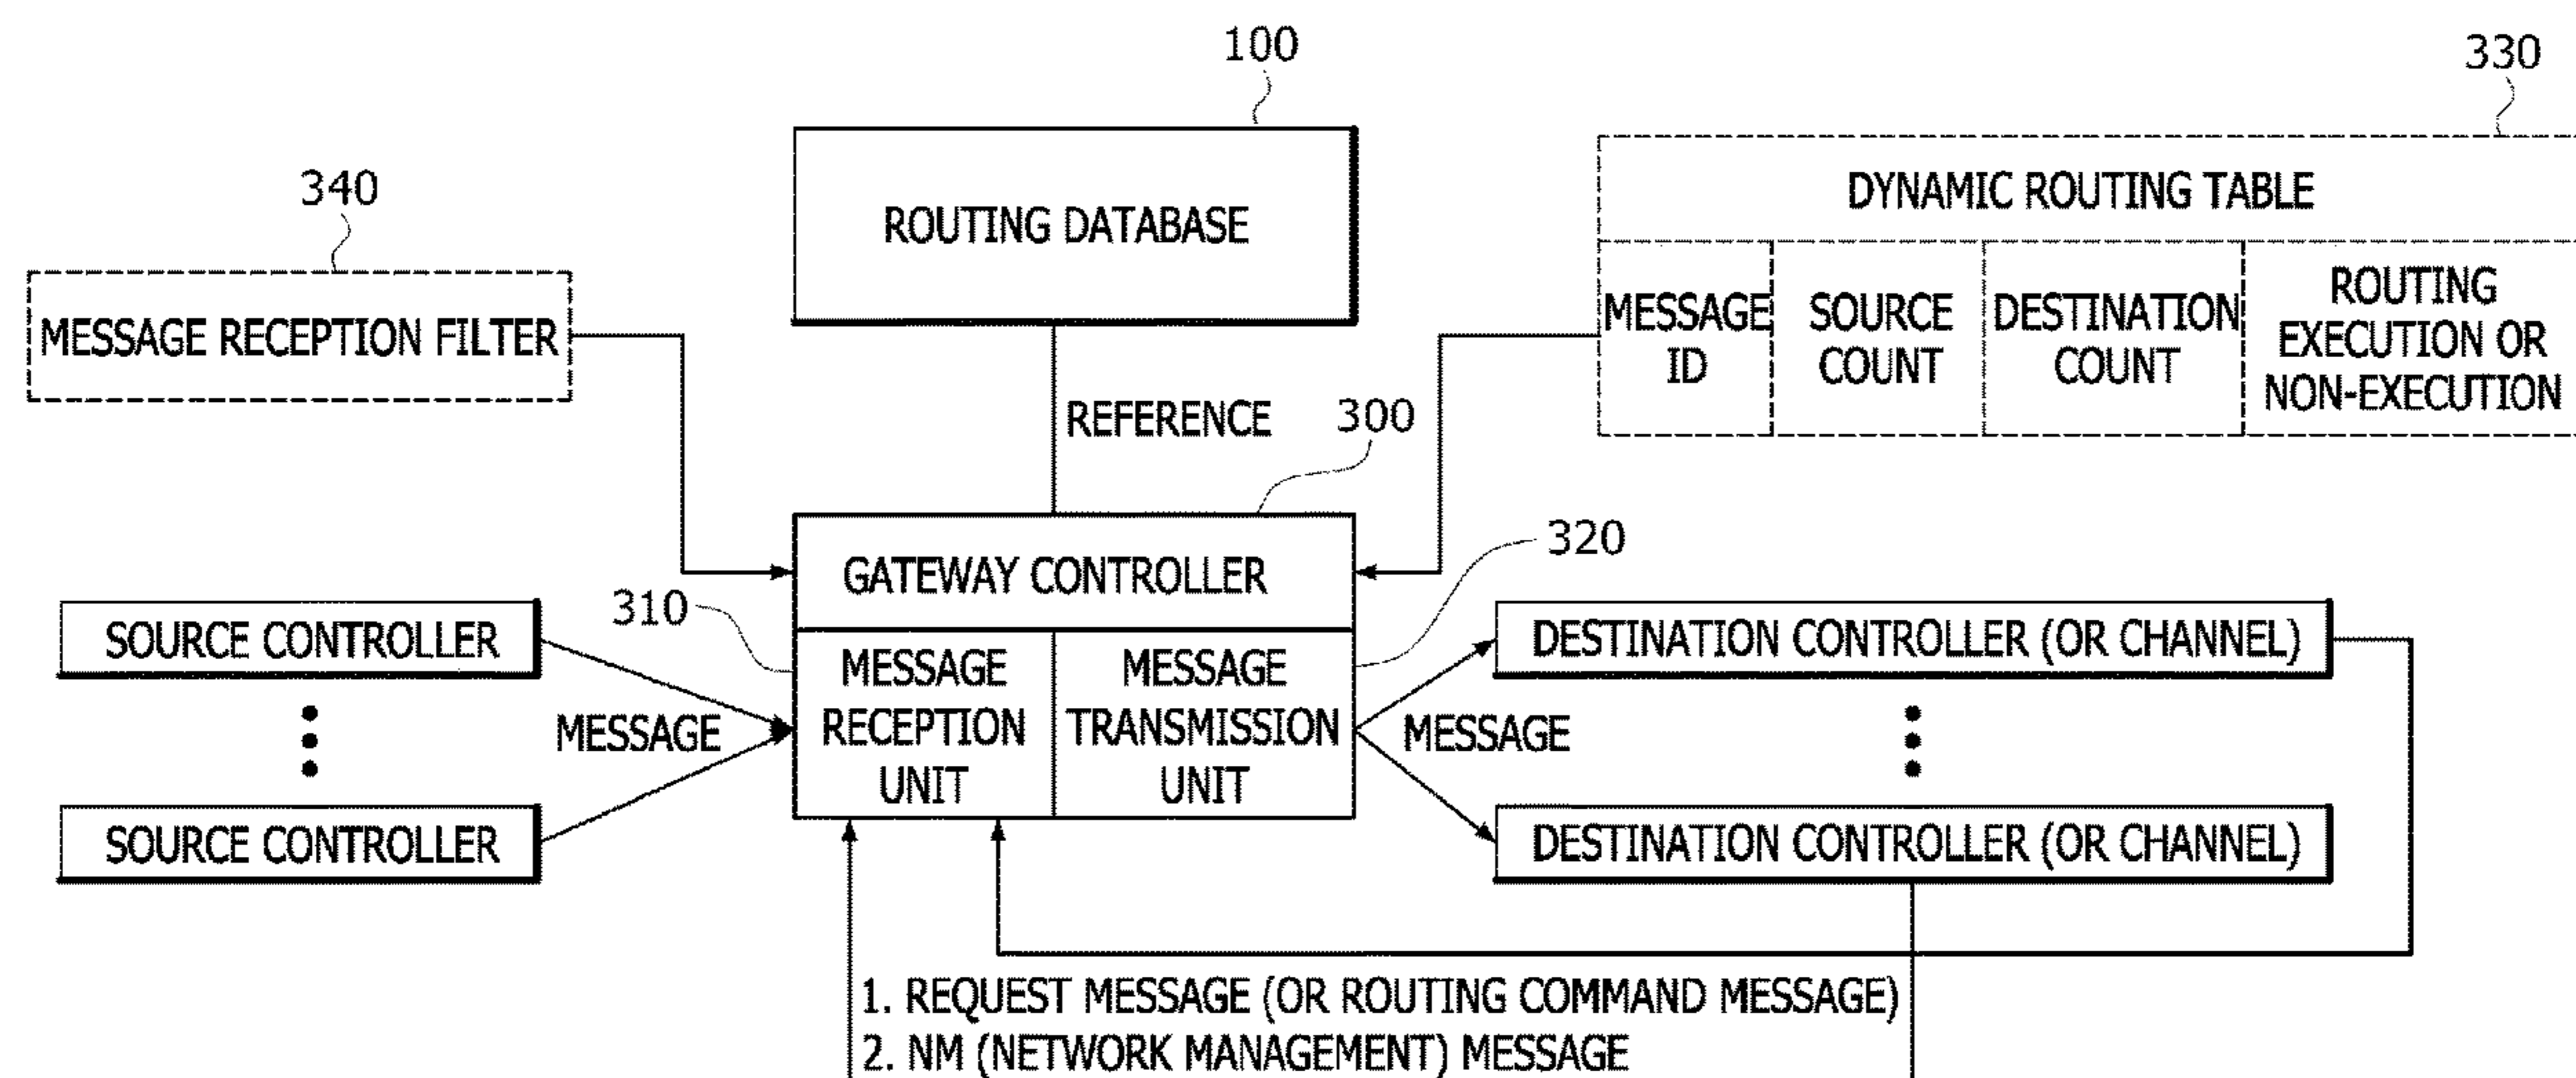 100
330
340
ROUTING DATABASE
DYNAMIC ROUTING TABLE
MESSAGE RECEPTION FILTER
MESSAGE
ID
SOURCE
COUNT
DESTINATION
COUNT
ROUTING
EXECUTION OR
NON-EXECUTION
REFERENCE
300
GATEWAY CONTROLLER
320
310
SOURCE CONTROLLER
MESSAGE
RECEPTION
UNIT
MESSAGE
TRANSMISSION
UNIT
DESTINATION CONTROLLER (OR CHANNEL)
MESSAGE
MESSAGE
SOURCE CONTROLLER
DESTINATION CONTROLLER (OR CHANNEL)
1. REQUEST MESSAGE (OR ROUTING COMMAND MESSAGE)
2. NM (NETWORK MANAGEMENT) MESSAGE